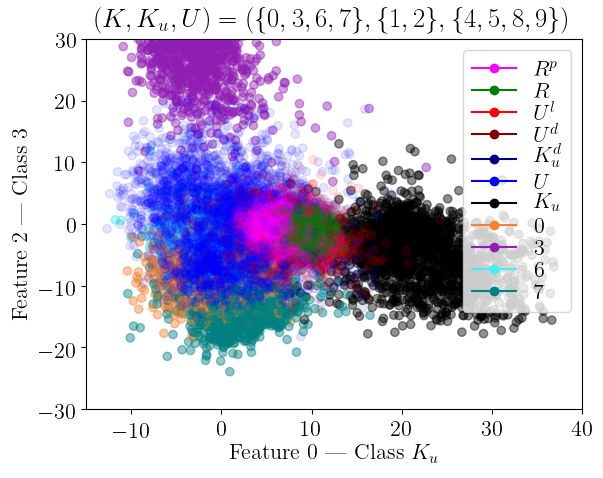 (K, K_u, U) = ({0, 3, 6, 7}, {1, 2}, {4, 5, 8, 9})
30
20
10
0
−10
−20
−30
Feature 2 — Class 3
R^p
R
U^l
U^d
K_u^d
U
K_u
0
3
6
7
−10 0 10 20 30 40
Feature 0 — Class K_u